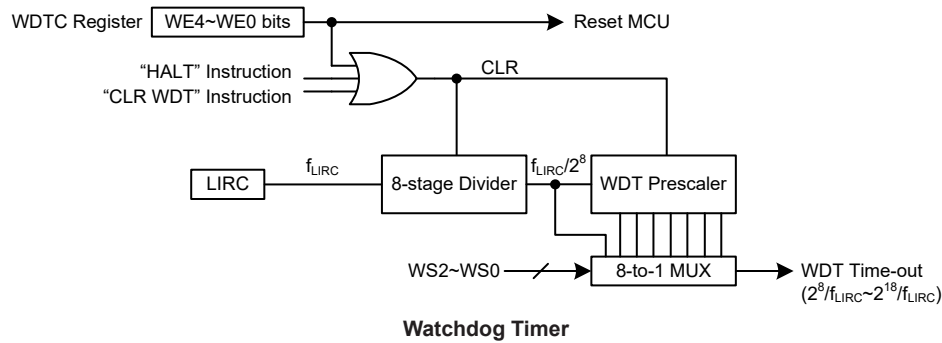 WDTC Register WE4~WE0 bits Reset MCU
“HALT” Instruction
“CLR WDT” Instruction
CLR
LIRC
fLIRC
8-stage Divider
fLIRC/2⁸
WDT Prescaler
WS2~WS0
8-to-1 MUX
WDT Time-out
(2⁸/fLIRC~2¹⁸/fLIRC)
Watchdog Timer